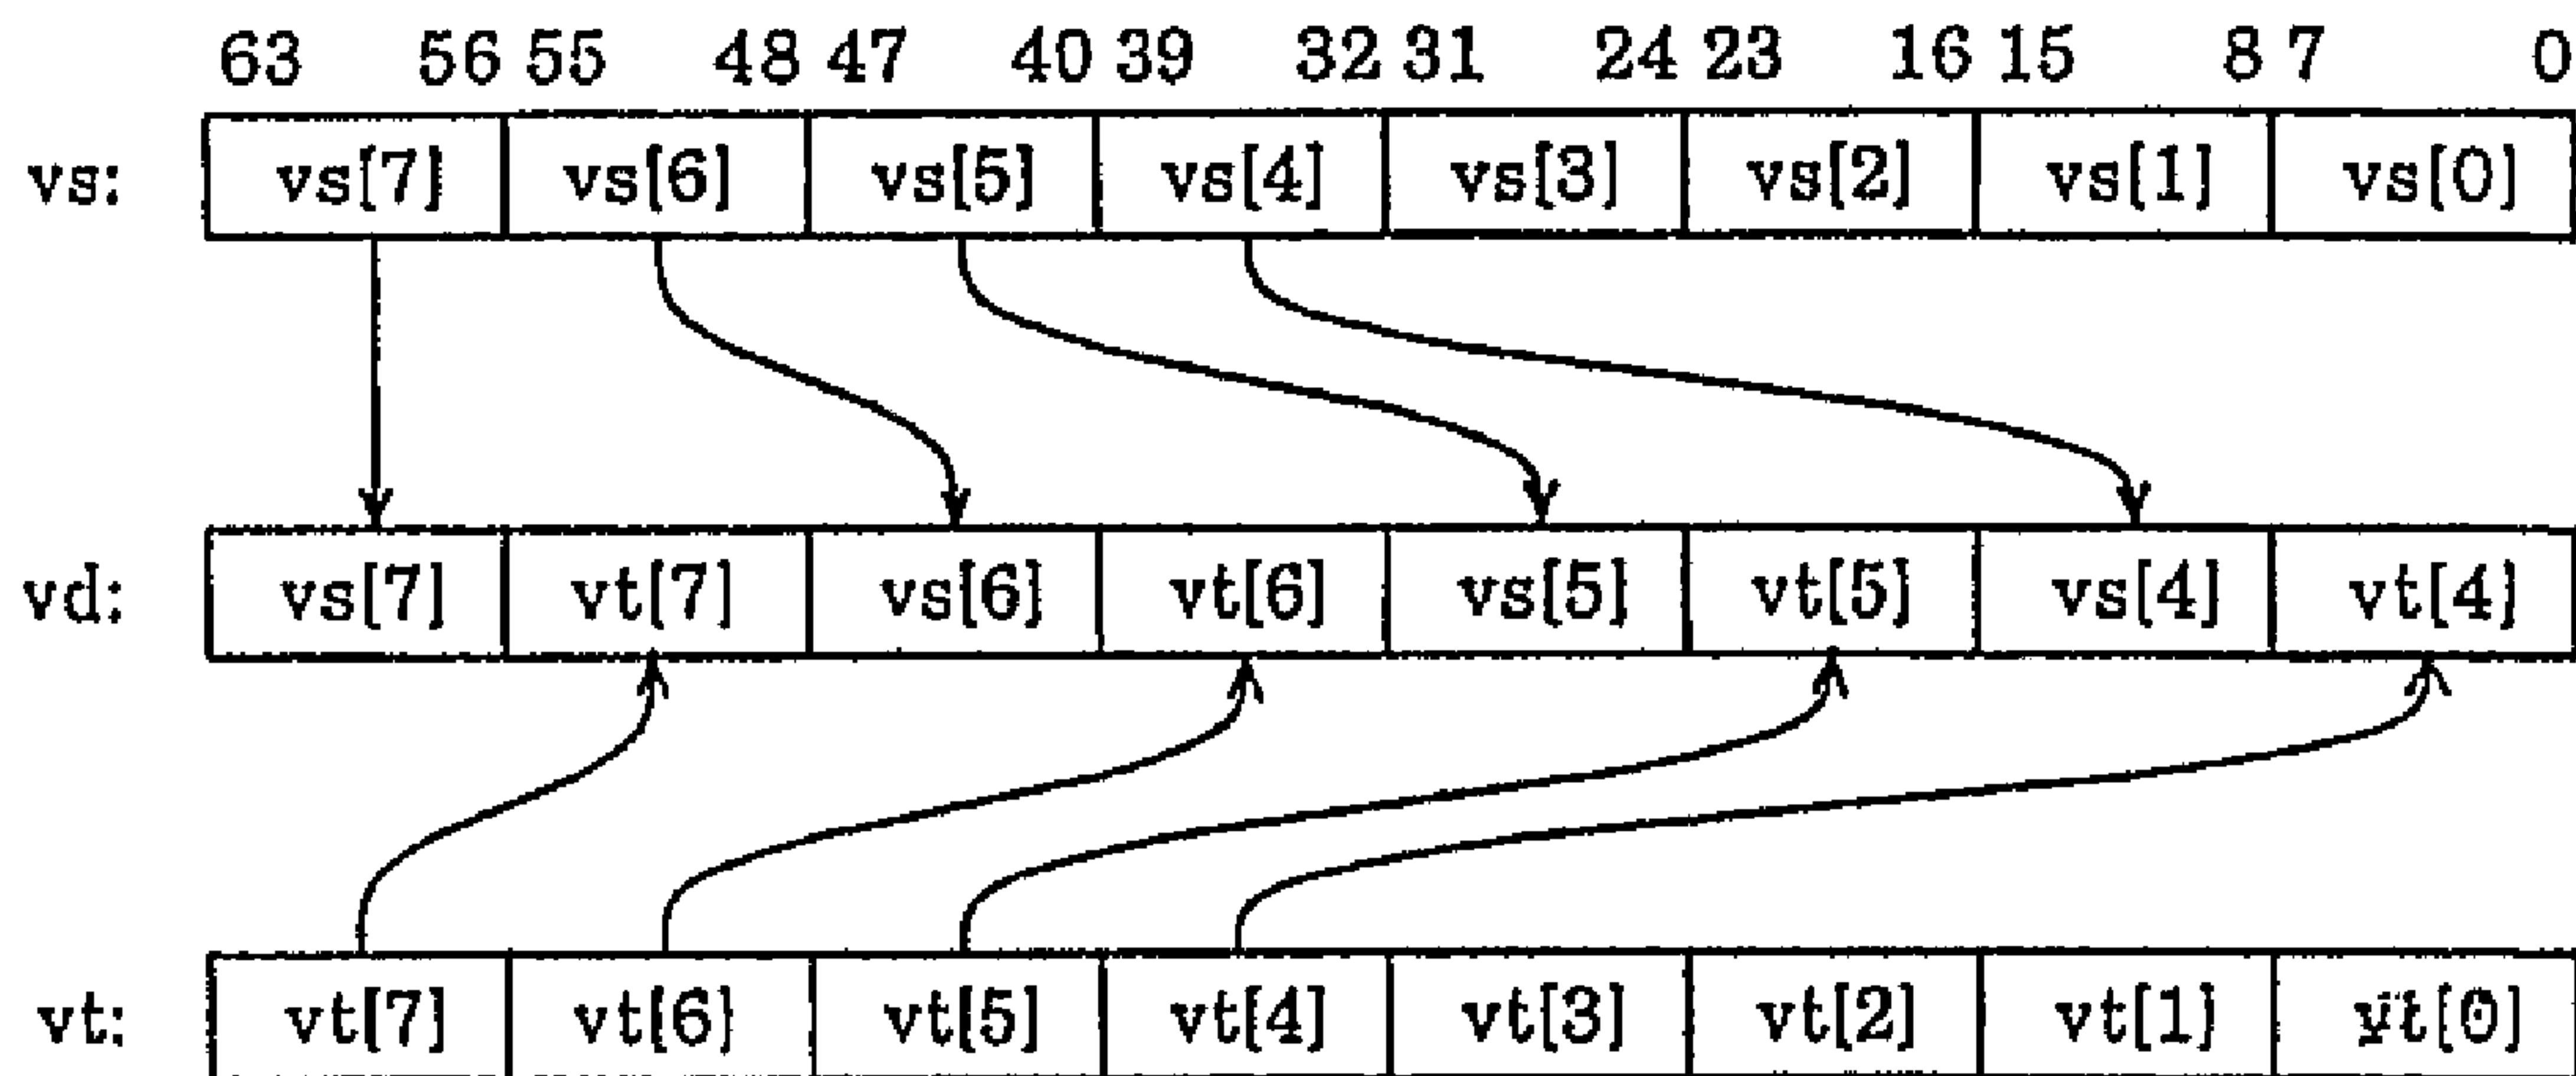 63 56 55 48 47 40 39 32 31 24 23 16 15 8 7 0
vs: vs[7] vs[6] vs[5] vs[4] vs[3] vs[2] vs[1] vs[0]
vd: vs[7] vt[7] vs[6] vt[6] vs[5] vt[5] vs[4] vt[4]
vt: vt[7] vt[6] vt[5] vt[4] vt[3] vt[2] vt[1] vt[0]